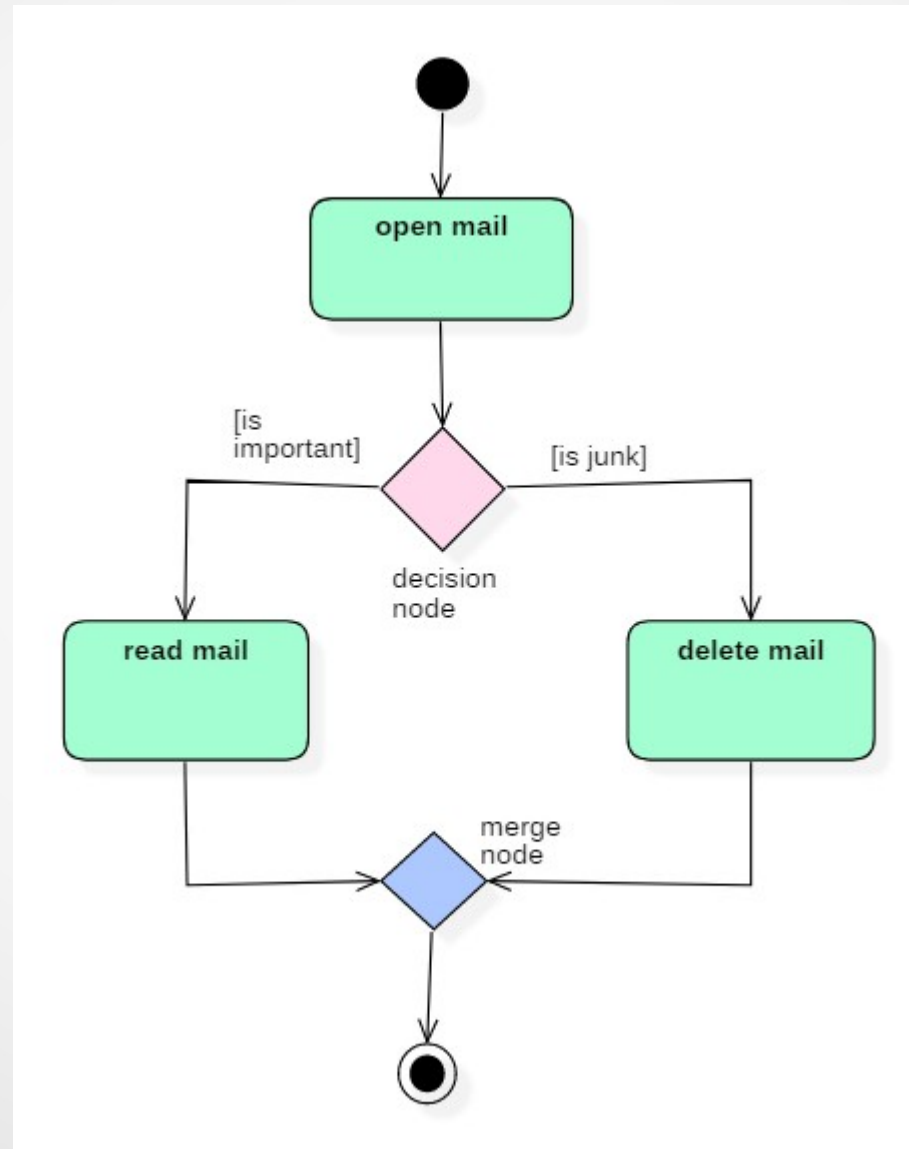 open mail
[is
important]
[is junk]
decision
node
read mail
delete mail
merge
node